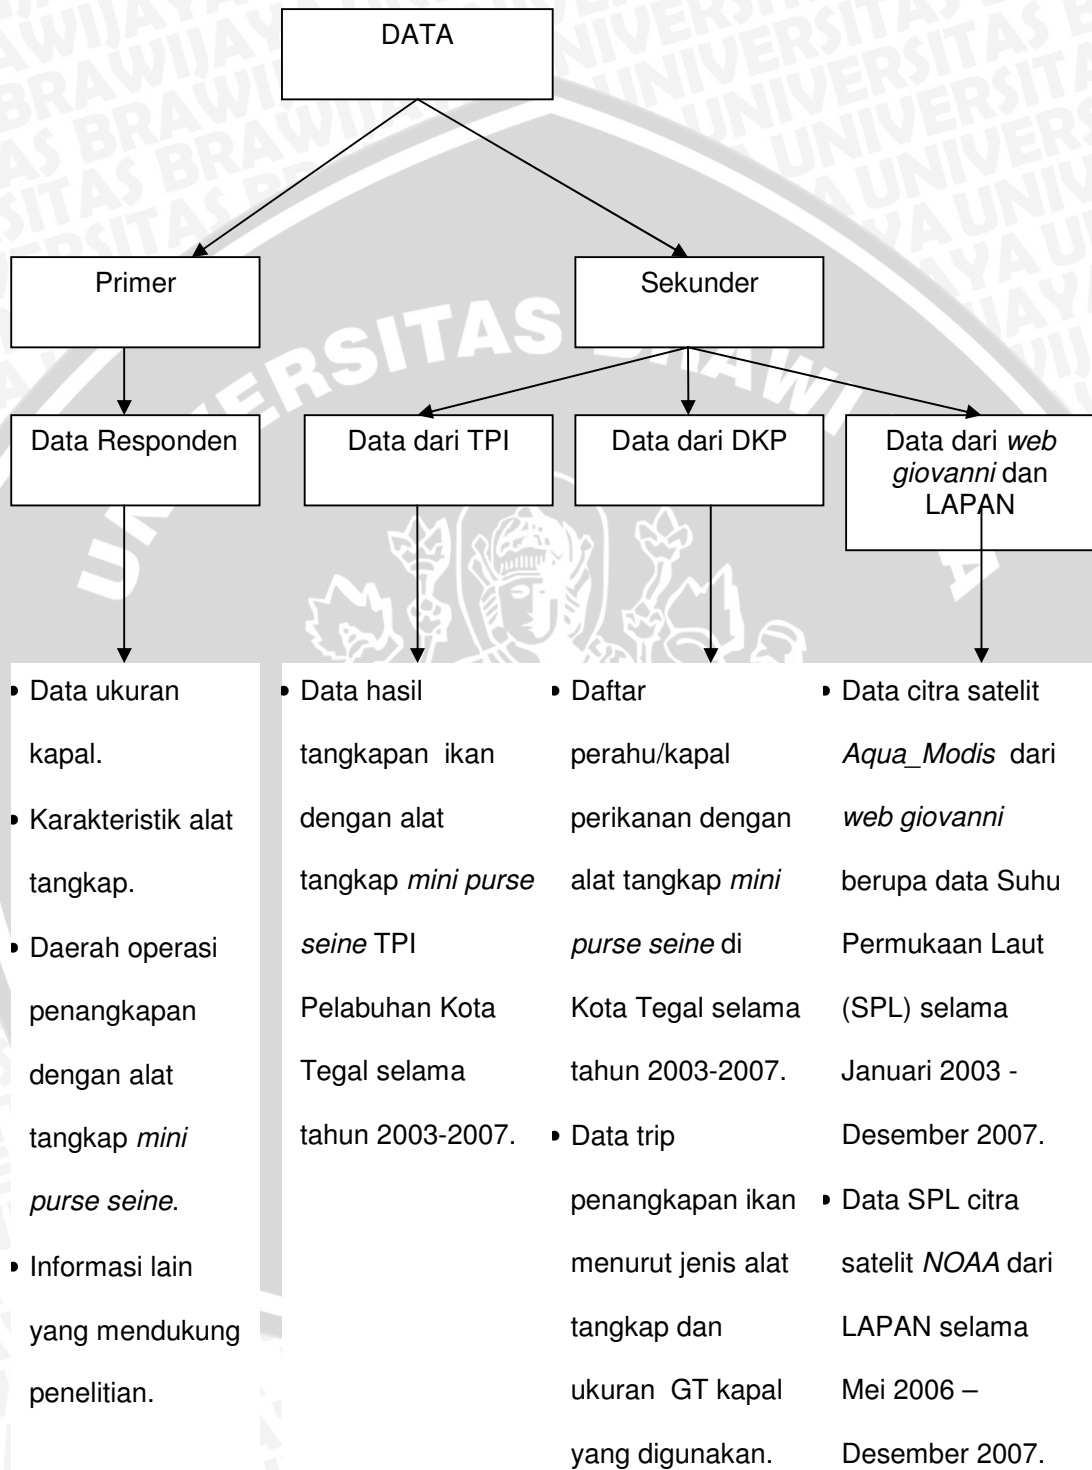 DATA
Primer
Sekunder
Data Responden
Data dari TPI
Data dari DKP
Data dari web
giovanni dan
LAPAN
• Data ukuran
kapal.
• Karakteristik alat
tangkap.
• Daerah operasi
penangkapan
dengan alat
tangkap mini
purse seine.
• Informasi lain
yang mendukung
penelitian.
• Data hasil
tangkapan ikan
dengan alat
tangkap mini purse
seine TPI
Pelabuhan Kota
Tegal selama
tahun 2003-2007.
• Daftar
perahu/kapal
perikanan dengan
alat tangkap mini
purse seine di
Kota Tegal selama
tahun 2003-2007.
• Data trip
penangkapan ikan
menurut jenis alat
tangkap dan
ukuran GT kapal
yang digunakan.
• Data citra satelit
Aqua_Modis dari
web giovanni
berupa data Suhu
Permukaan Laut
(SPL) selama
Januari 2003 -
Desember 2007.
• Data SPL citra
satelit NOAA dari
LAPAN selama
Mei 2006 –
Desember 2007.